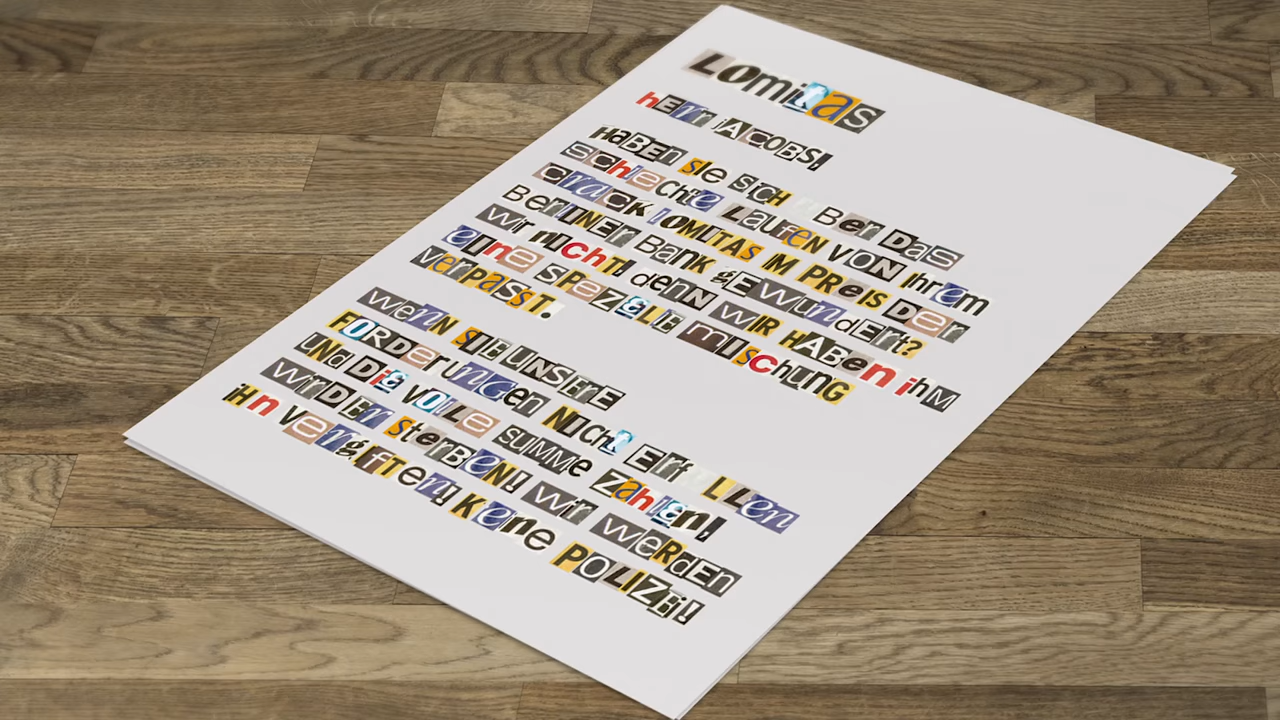 LomitAs
hERr jACOBS!
HABEN SIe SICH üBer DAS
SCHleChte LaufEN VON Ihrem
CraCK lOMITAS IM PReIS DEr
BerlINER BANK gEWundErt?
Wir nICht! denn WIR HABEn ihM
eine SPEZiEllE mISChung
verpasst.
wenN SIE UNSERE
FORDErUNGen NICht ErfüLLen
UND DiE VOllE SUMME ZahlEn,
wirDER SterBEN! wir WERdEn
iHn VergifTen! KEine POLIZEi!